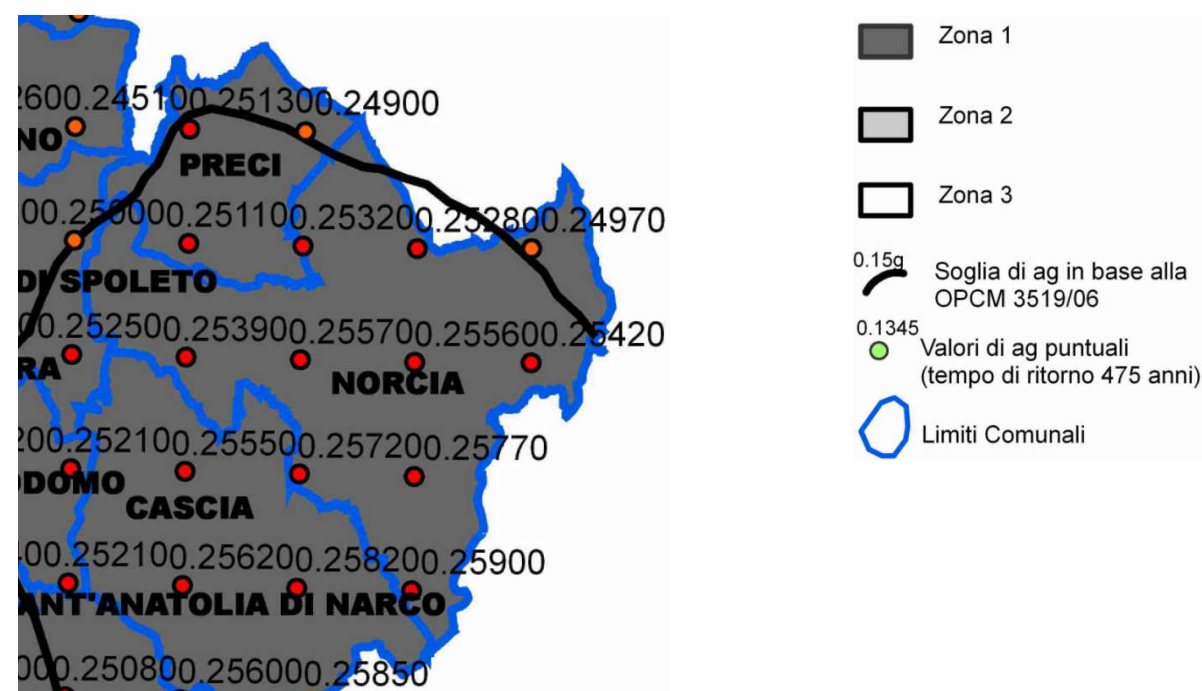 2600.245100.251300.24900
NO
PRECI
00.250000.251100.253200.252800.24970
DI SPOLETO
00.252500.253900.255700.255600.25420
RA
NORCIA
200.252100.255500.257200.25770
DOMO
CASCIA
400.252100.256200.258200.25900
ANT'ANATOLIA DI NARCO
000.250800.256000.25850
Zona 1
Zona 2
Zona 3
0.15g
Soglia di ag in base alla
OPCM 3519/06
0.1345
Valori di ag puntuali
(tempo di ritorno 475 anni)
Limiti Comunali